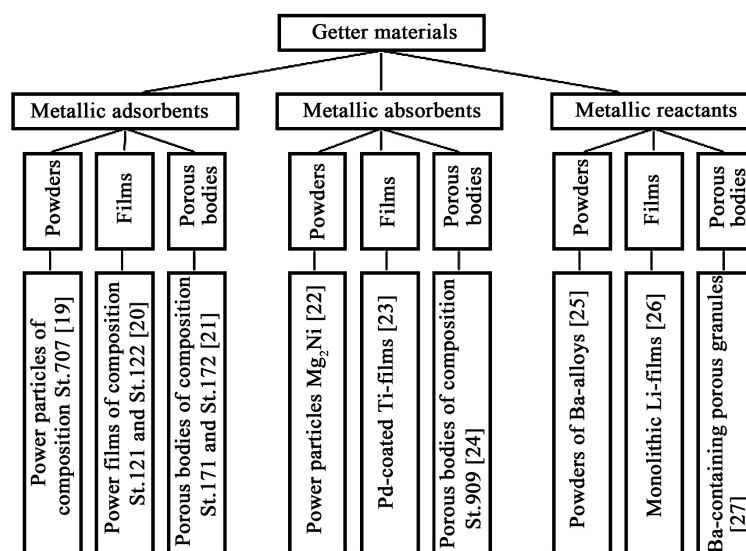 Getter materials
Metallic adsorbents
Metallic absorbents
Metallic reactants
Powders
Films
Porous
bodies
Powders
Films
Porous
bodies
Powders
Films
Porous
bodies
Power particles of
composition St.707 [19]
Power films of composition
St.121 and St.122 [20]
Porous bodies of composition
St.171 and St.172 [21]
Power particles Mg₂Ni [22]
Pd-coated Ti-films [23]
Porous bodies of composition
St.909 [24]
Powders of Ba-alloys [25]
Monolithic Li-films [26]
Ba-containing porous granules
[27]